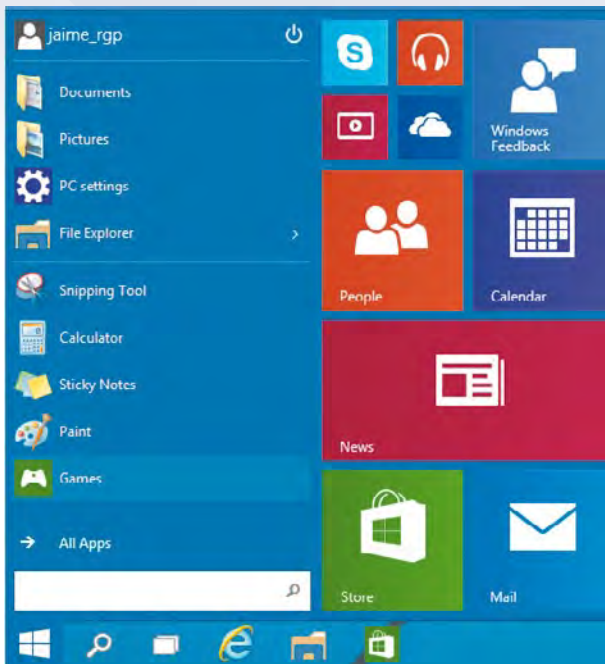 jaime_rgp
Documents
Pictures
PC settings
File Explorer
Snipping Tool
Calculator
Sticky Notes
Paint
Games
All Apps
Windows
Feedback
People
Calendar
News
Store
Mail